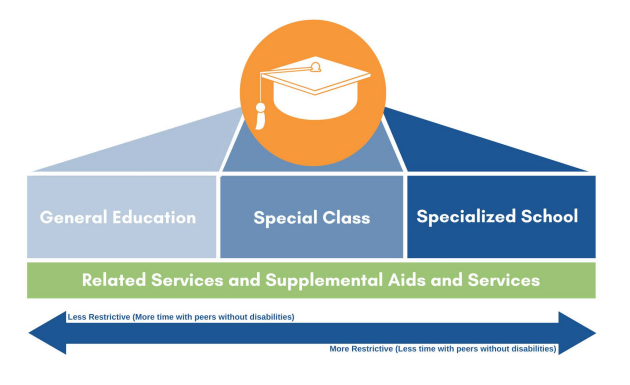 General Education
Special Class
Specialized School
Related Services and Supplemental Aids and Services
Less Restrictive (More time with peers without disabilities)
More Restrictive (Less time with peers without disabilities)